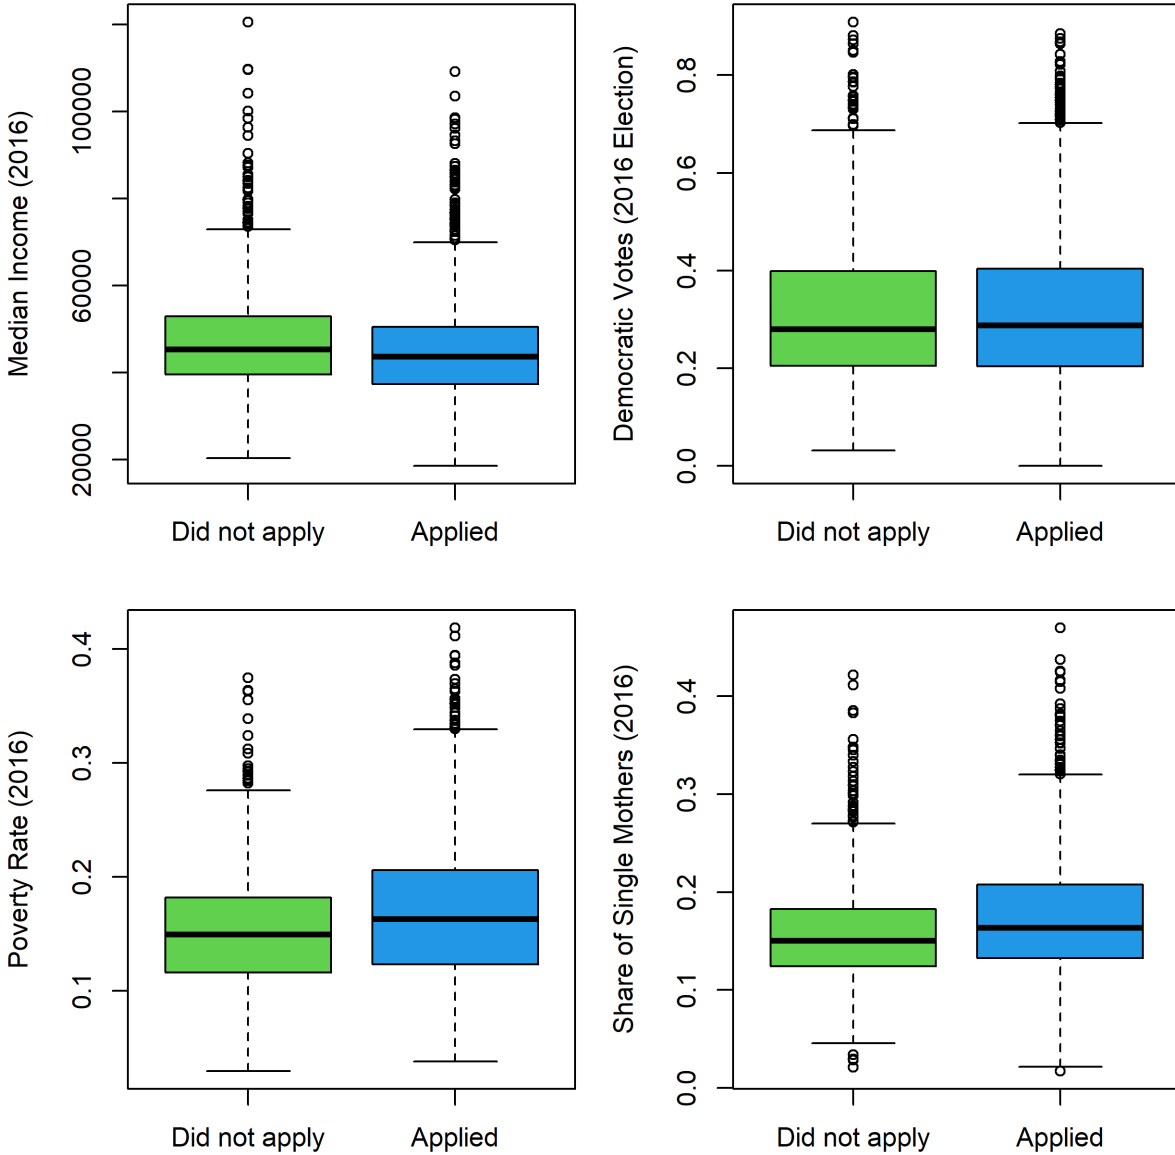 Median Income (2016)
100000
60000
20000
Did not apply
Applied
Democratic Votes (2016 Election)
0.8
0.6
0.4
0.2
0.0
Did not apply
Applied
Poverty Rate (2016)
0.4
0.3
0.2
0.1
Did not apply
Applied
Share of Single Mothers (2016)
0.4
0.3
0.2
0.1
0.0
Did not apply
Applied